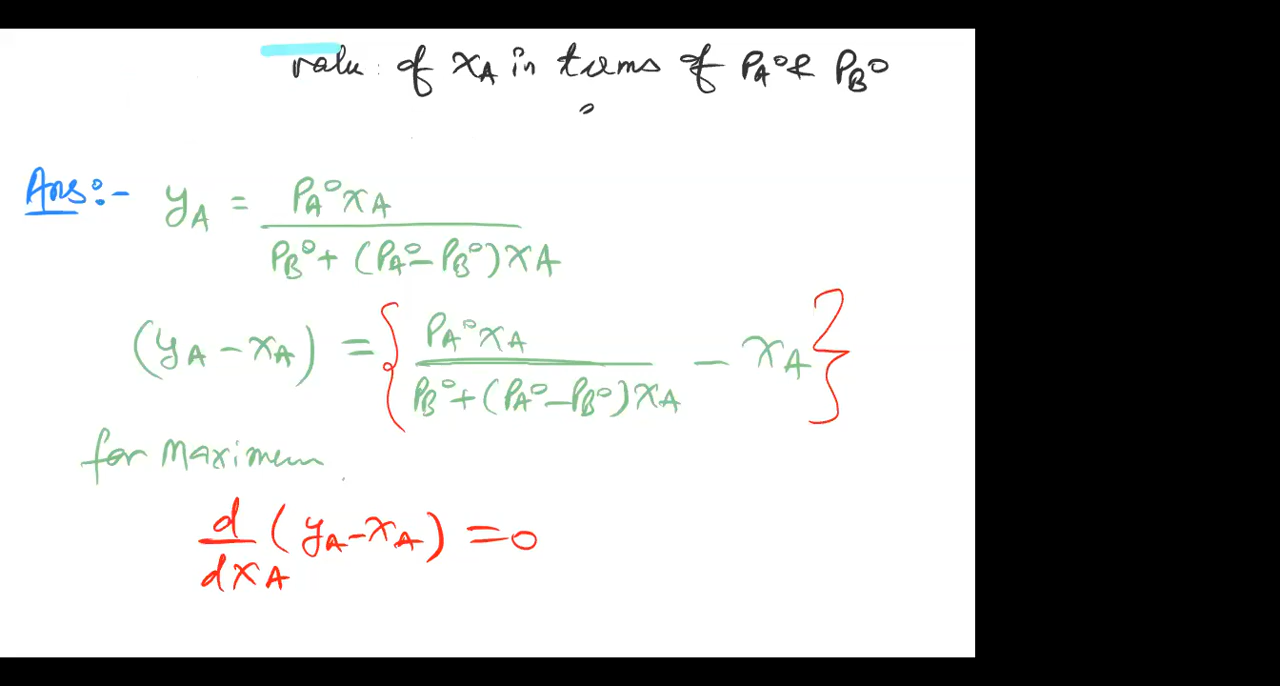 value of xA in terms of PA° & PB°
Ans:- yA = PA° xA / PB° + (PA° - PB°) xA
(yA - xA) = { PA° xA / PB° + (PA° - PB°) xA - xA }
for Maximum
d/dxA (yA - xA) = 0